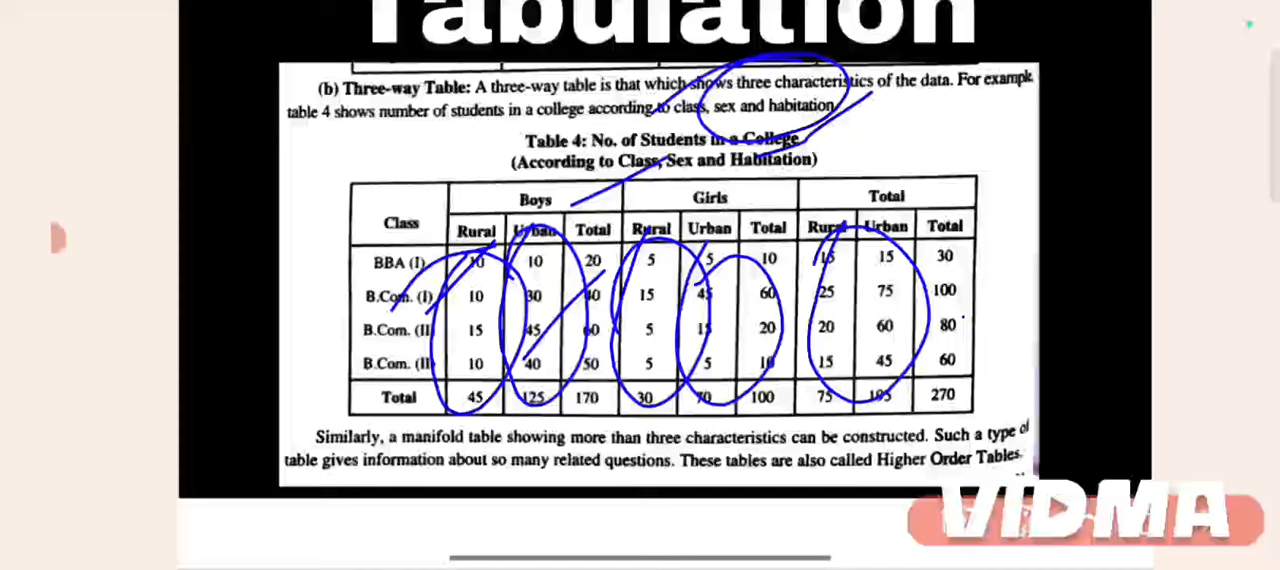 Tabulation
(b) Three-way Table: A three-way table is that which shows three characteristics of the data. For example
table 4 shows number of students in a college according to class, sex and habitation.
Table 4: No. of Students in a College
(According to Class, Sex and Habitation)
Class Boys Girls Total
Rural Urban Total Rural Urban Total Rural Urban Total
BBA (I) 10 10 20 5 5 10 15 15 30
B.Com. (I) 10 30 40 15 45 60 25 75 100
B.Com. (II 15 45 60 5 15 20 20 60 80
B.Com. (II 10 40 50 5 5 10 15 45 60
Total 45 125 170 30 70 100 75 195 270
Similarly, a manifold table showing more than three characteristics can be constructed. Such a type of
table gives information about so many related questions. These tables are also called Higher Order Tables.
VIDMA